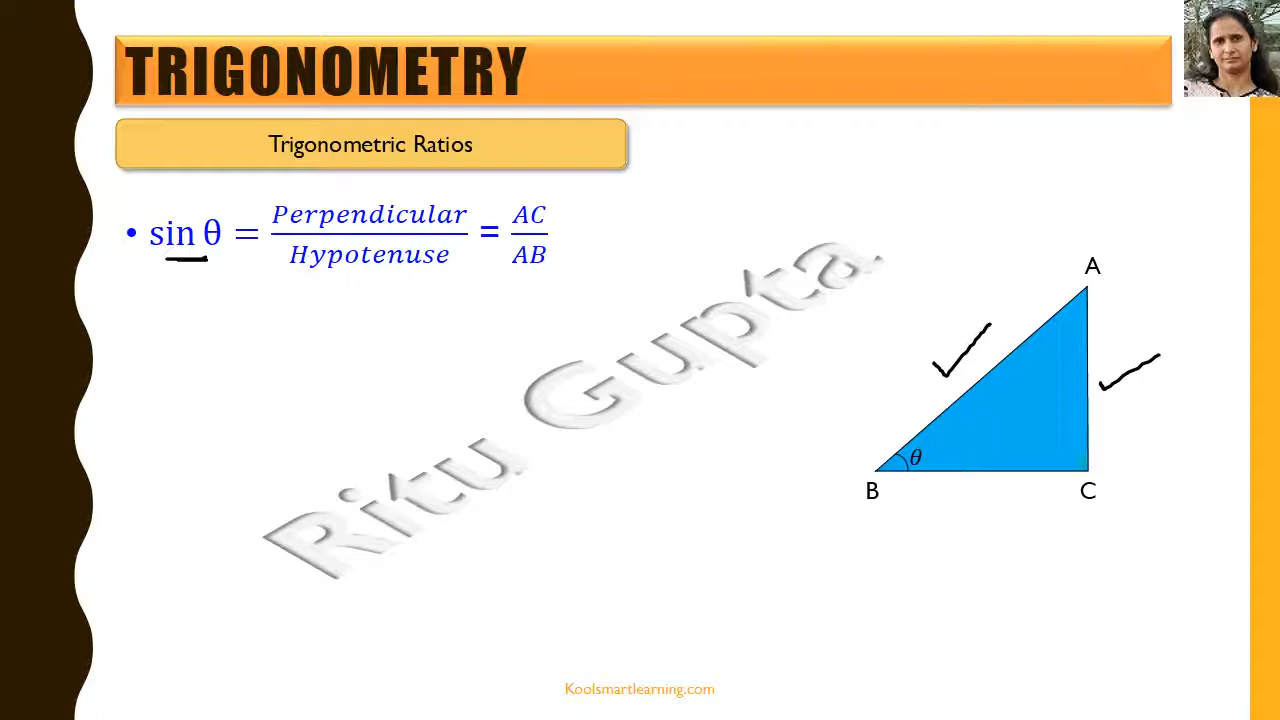 TRIGONOMETRY
Trigonometric Ratios
• sin θ = Perpendicular/Hypotenuse = AC/AB
A
θ
B
C
Ritu Gupta
Koolsmartlearning.com